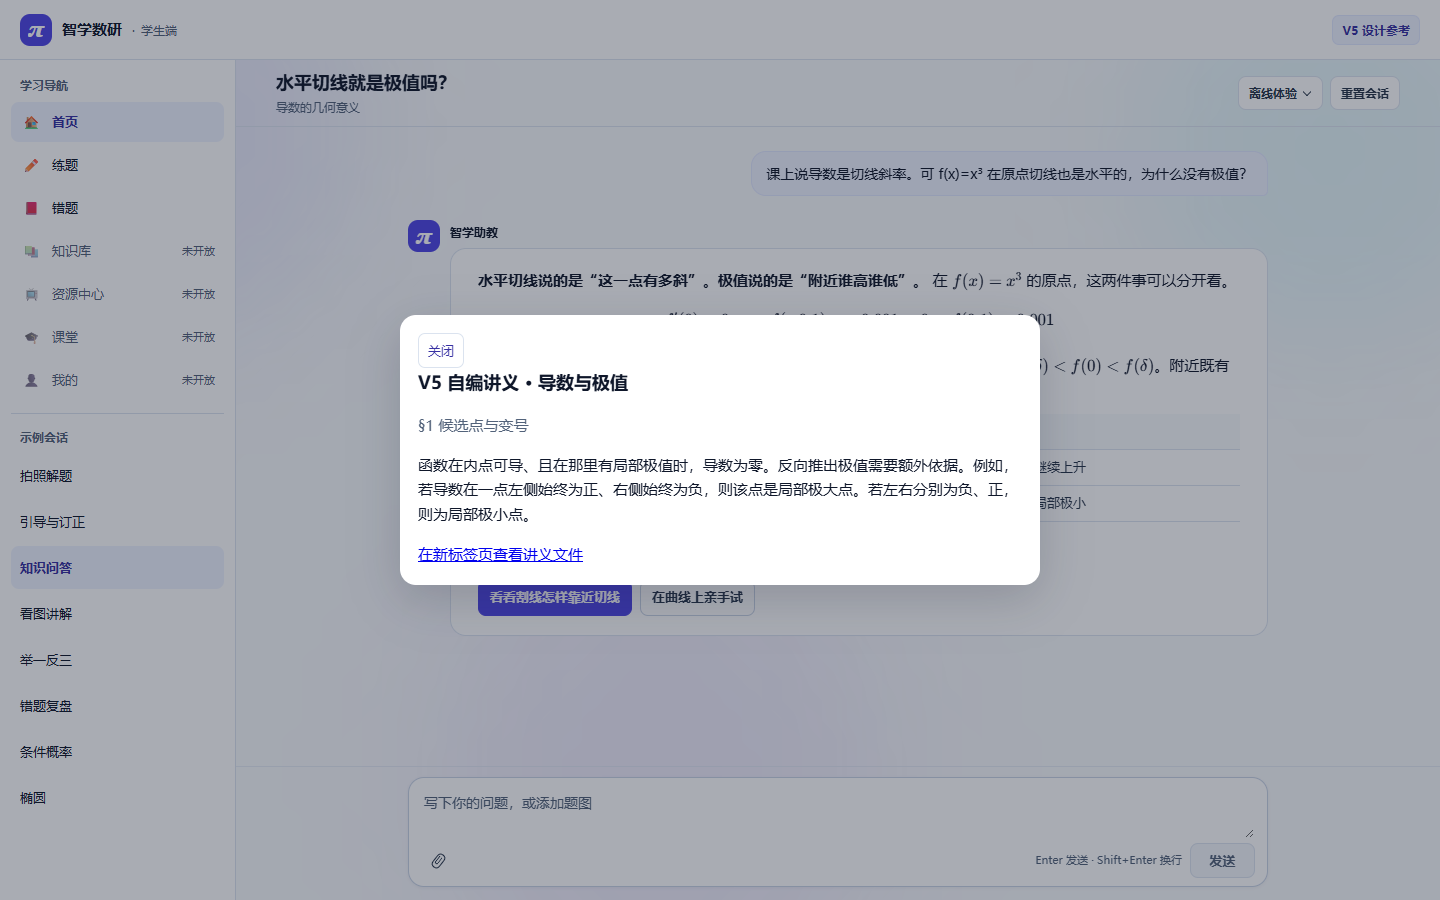 智学数研 · 学生端
V5 设计参考
学习导航
首页
练题
错题
知识库 未开放
资源中心 未开放
课堂 未开放
我的 未开放
示例会话
拍照解题
引导与订正
知识问答
看图讲解
举一反三
错题复盘
条件概率
椭圆
水平切线就是极值吗？
导数的几何意义
离线体验
重置会话
课上说导数是切线斜率。可 f(x)=x³ 在原点切线也是水平的，为什么没有极值？
π 智学助教
水平切线说的是“这一点有多斜”。极值说的是“附近谁高谁低”。 在 f(x) = x³ 的原点，这两件事可以分开看。
) < f(0) < f(δ)。附近既有
继续上升
局部极小
关闭
V5 自编讲义 · 导数与极值
§1 候选点与变号
函数在内点可导、且在那里有局部极值时，导数为零。反向推出极值需要额外依据。例如，
若导数在一点左侧始终为正、右侧始终为负，则该点是局部极大点。若左右分别为负、正，
则为局部极小点。
在新标签页查看讲义文件
看看割线怎样靠近切线
在曲线上亲手试
写下你的问题，或添加题图
Enter 发送 · Shift+Enter 换行
发送